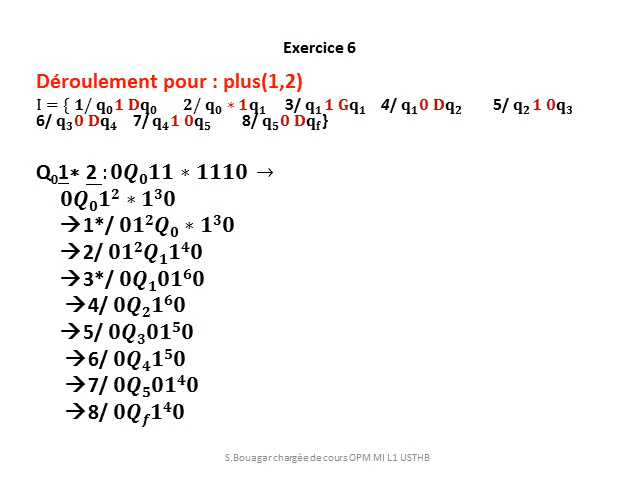 Exercice 6
Déroulement pour : plus(1,2)
I = { 1/ q₀1 Dq₀ 2/ q₀ * 1q₁ 3/ q₁1 Gq₁ 4/ q₁0 Dq₂ 5/ q₂1 0q₃
6/ q₃0 Dq₄ 7/ q₄1 0q₅ 8/ q₅0 Dq_f}
Q₀1* 2 : 0Q₀11 * 1110 →
0Q₀1² * 1³0
→1*/ 01²Q₀ * 1³0
→2/ 01²Q₁1⁴0
→3*/ 0Q₁01⁶0
→4/ 0Q₂1⁶0
→5/ 0Q₃01⁵0
→6/ 0Q₄1⁵0
→7/ 0Q₅01⁴0
→8/ 0Q_f1⁴0
S.Bouagar chargée de cours OPM MI L1 USTHB